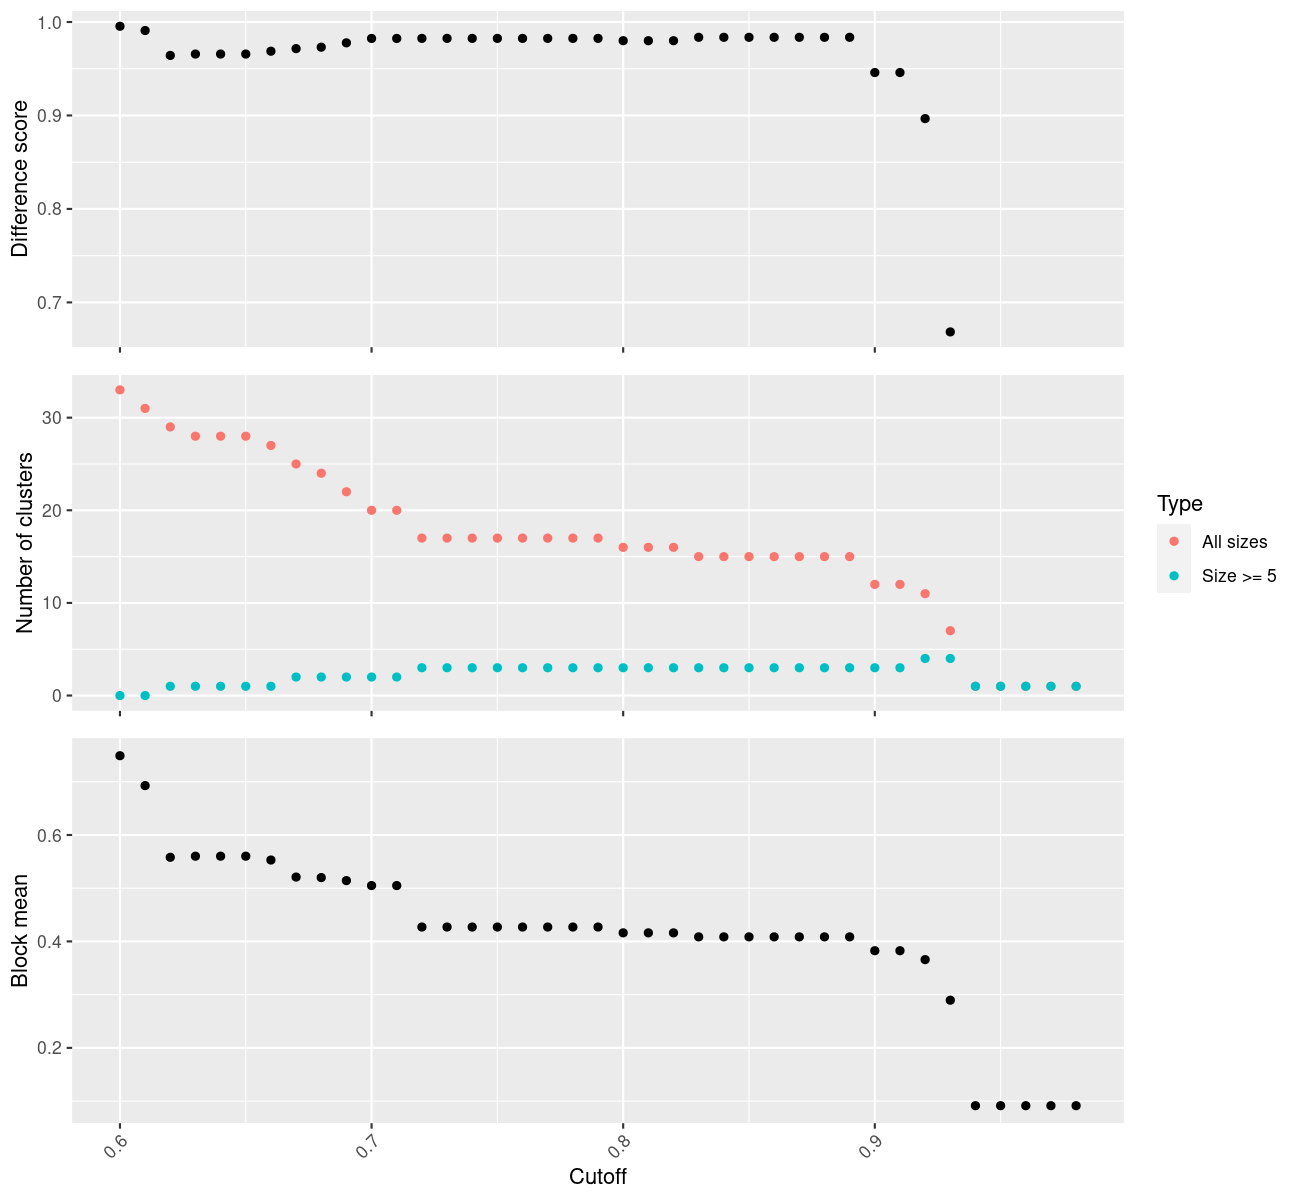 1.0
0.9
0.8
0.7
Difference score
30
20
10
0
Number of clusters
Type
All sizes
Size >= 5
0.6
0.4
0.2
Block mean
0.6
0.7
0.8
0.9
Cutoff